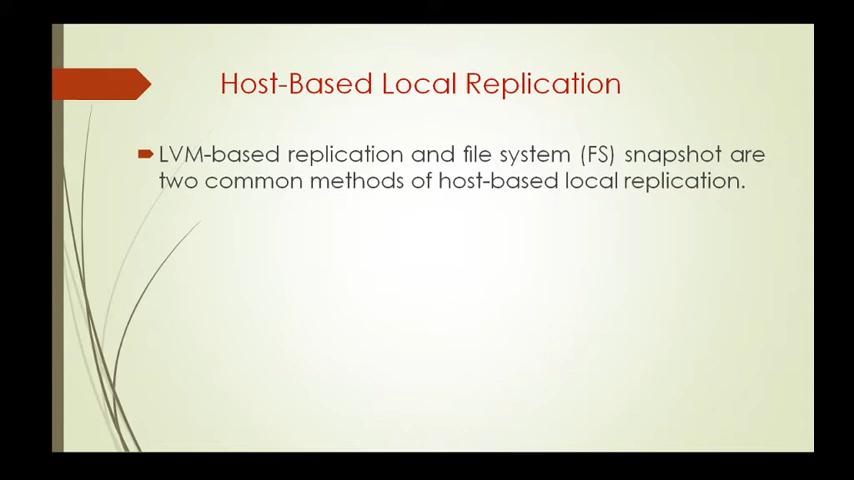 Host-Based Local Replication
LVM-based replication and file system (FS) snapshot are
two common methods of host-based local replication.